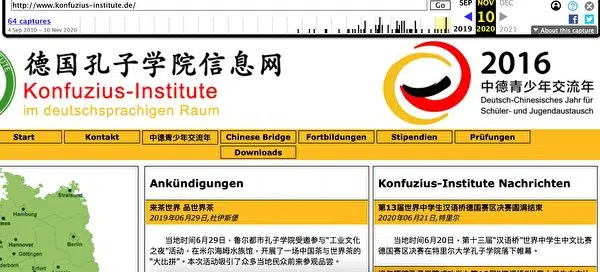 http://www.konfuzius-institute.de/
Go
SEP
NOV
DEC
64 captures
4 Sep 2010 – 10 Nov 2020
10
2019
2020
2021
About this capture
德国孔子学院信息网
Konfuzius-Institute
im deutschsprachigen Raum
2016
中德青少年交流年
Deutsch-Chinesisches Jahr für
Schüler- und Jugendaustausch
Start
Kontakt
中德青少年交流年
Chinese Bridge
Fortbildungen
Stipendien
Prüfungen
Downloads
Stralsund
Hamburg
Bremen
Hannover
Berlin
Göttingen
Ankündigungen
来茶世界 品世界茶
2019年06月29日,杜伊斯堡
当地时间6月29日，鲁尔都市孔子学院受邀参与“工业文化
之夜”活动，在米尔海姆水族馆，开展了一场中国茶与世界茶的
“大比拼”。本次活动吸引了众多当地民众前来参观品尝。
Konfuzius-Institute Nachrichten
第13届世界中学生汉语桥德国赛区决赛圆满结束
2020年06月21日,特里尔
当地时间6月20日，第十三届“汉语桥”世界中学生中文比赛
德国赛区决赛在特里尔大学孔子学院落下帷幕。